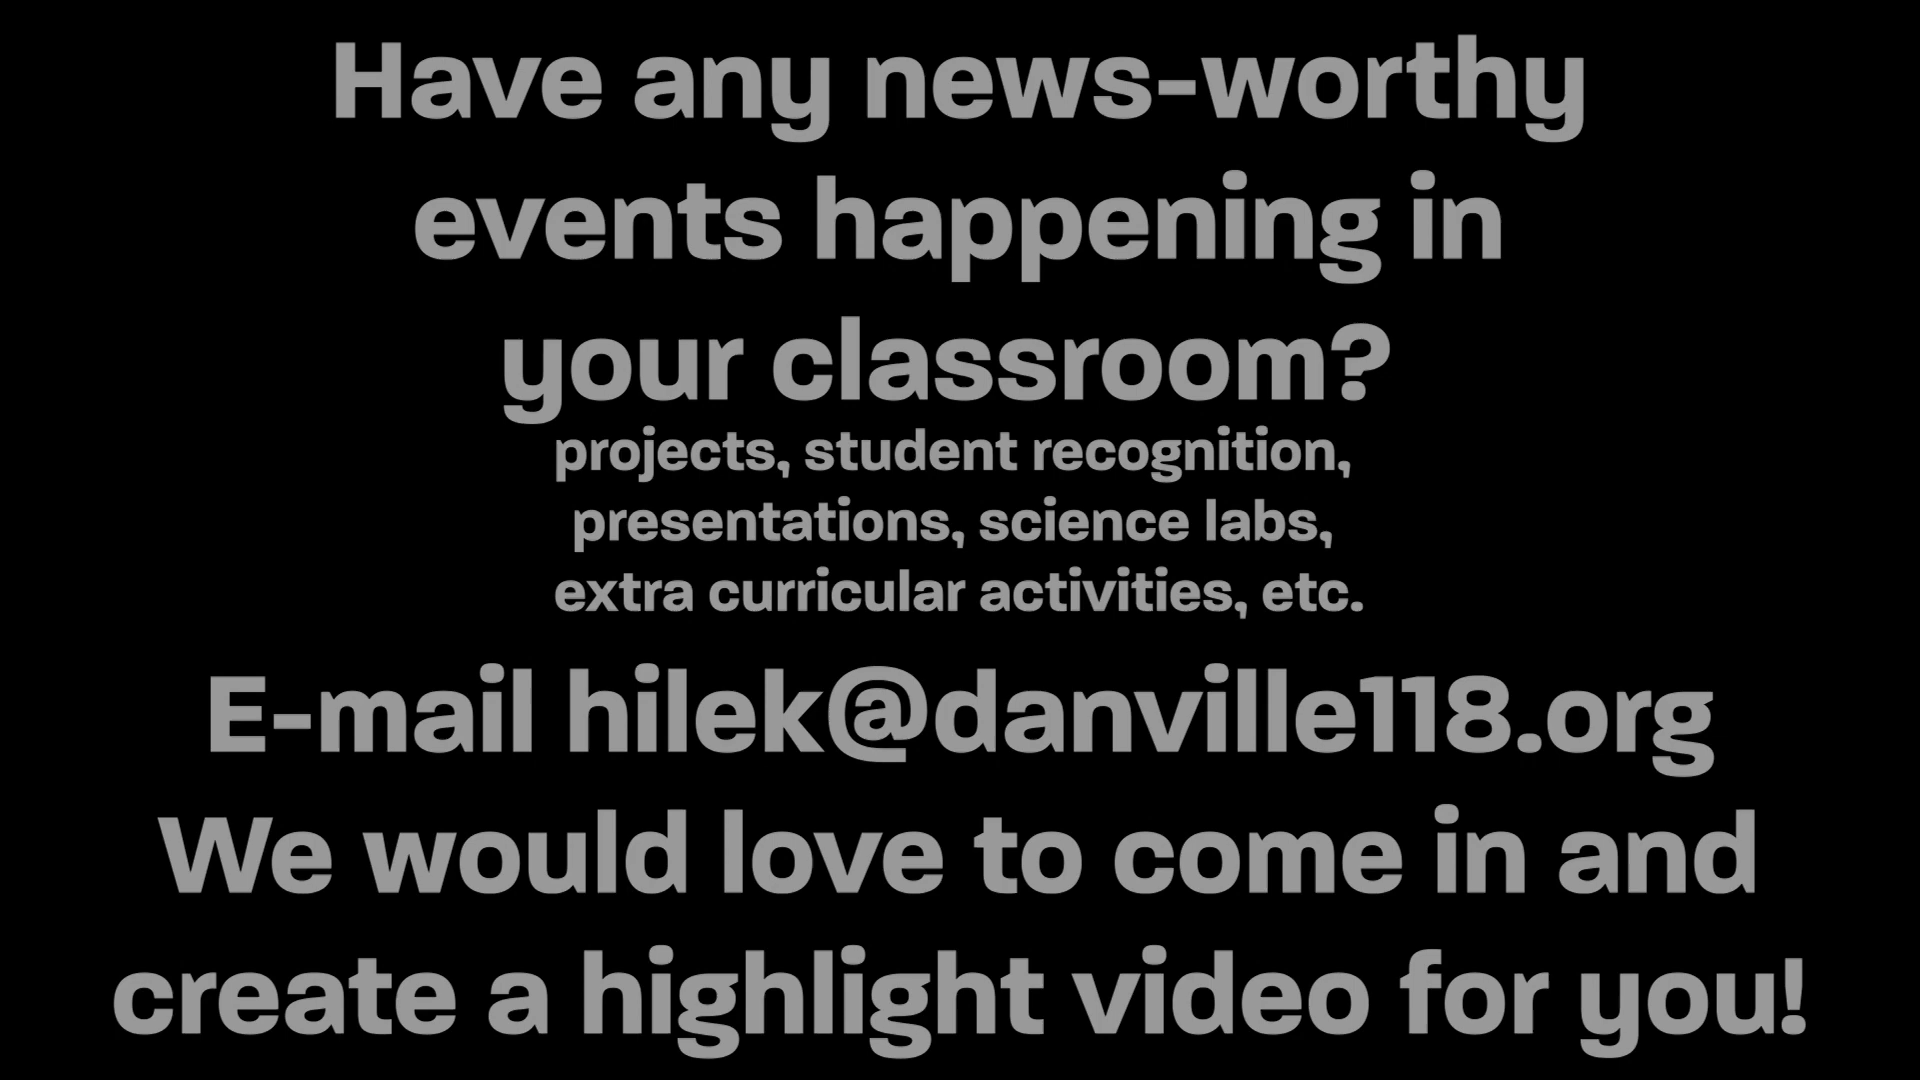 Have any news-worthy
events happening in
your classroom?
projects, student recognition,
presentations, science labs,
extra curricular activities, etc.
E-mail hilek@danville118.org
We would love to come in and
create a highlight video for you!